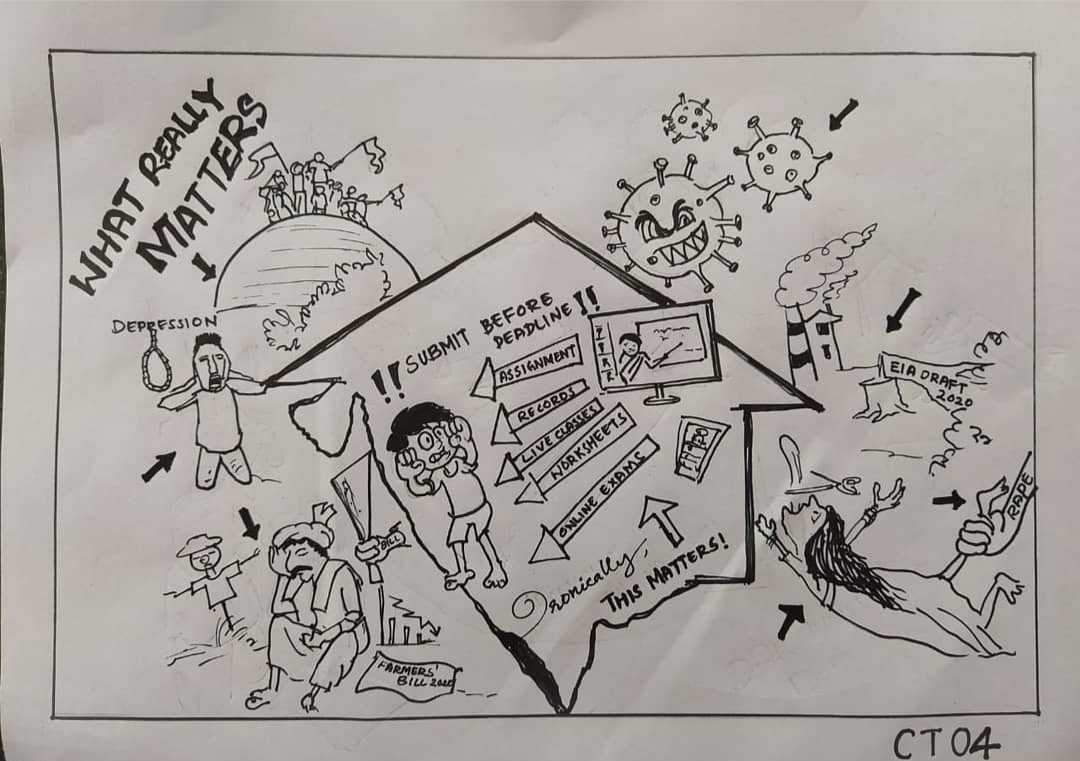 WHAT REALLY
MATTERS
DEPRESSION
!! SUBMIT BEFORE
DEADLINE !!
ASSIGNMENT
RECORDS
LIVE CLASSES
WORKSHEETS
ONLINE EXAMS
Ironically,
THIS MATTERS!
EIA DRAFT
2020
RAPE
BILL
FARMERS'
BILL 2020
CT 04